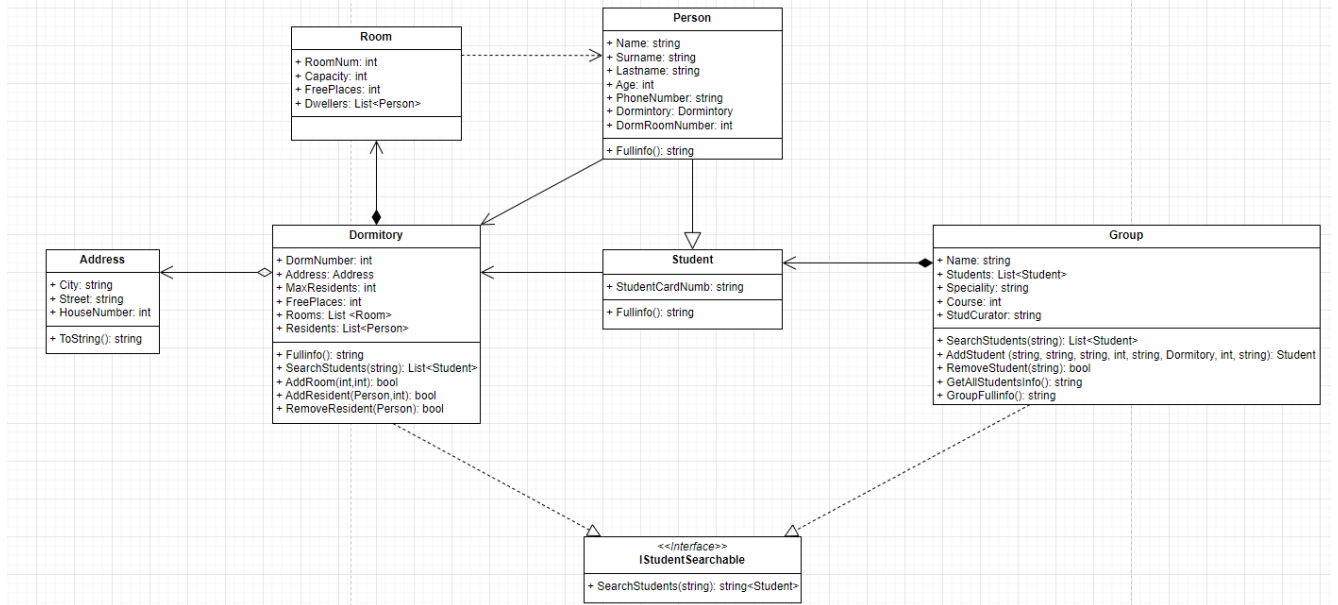 Room
+ RoomNum: int
+ Capacity: int
+ FreePlaces: int
+ Dwellers: List<Person>
Person
+ Name: string
+ Surname: string
+ Lastname: string
+ Age: int
+ PhoneNumber: string
+ Dormintory: Dormintory
+ DormRoomNumber: int
+ Fullinfo(): string
Address
+ City: string
+ Street: string
+ HouseNumber: int
+ ToString(): string
Dormitory
+ DormNumber: int
+ Address: Address
+ MaxResidents: int
+ FreePlaces: int
+ Rooms: List <Room>
+ Residents: List<Person>
+ Fullinfo(): string
+ SearchStudents(string): List<Student>
+ AddRoom(int,int): bool
+ AddResident(Person,int): bool
+ RemoveResident(Person): bool
Student
+ StudentCardNumb: string
+ Fullinfo(): string
Group
+ Name: string
+ Students: List<Student>
+ Speciality: string
+ Course: int
+ StudCurator: string
+ SearchStudents(string): List<Student>
+ AddStudent (string, string, string, int, string, Dormitory, int, string): Student
+ RemoveStudent(string): bool
+ GetAllStudentsInfo(): string
+ GroupFullinfo(): string
<<Interface>>
IStudentSearchable
+ SearchStudents(string): string<Student>